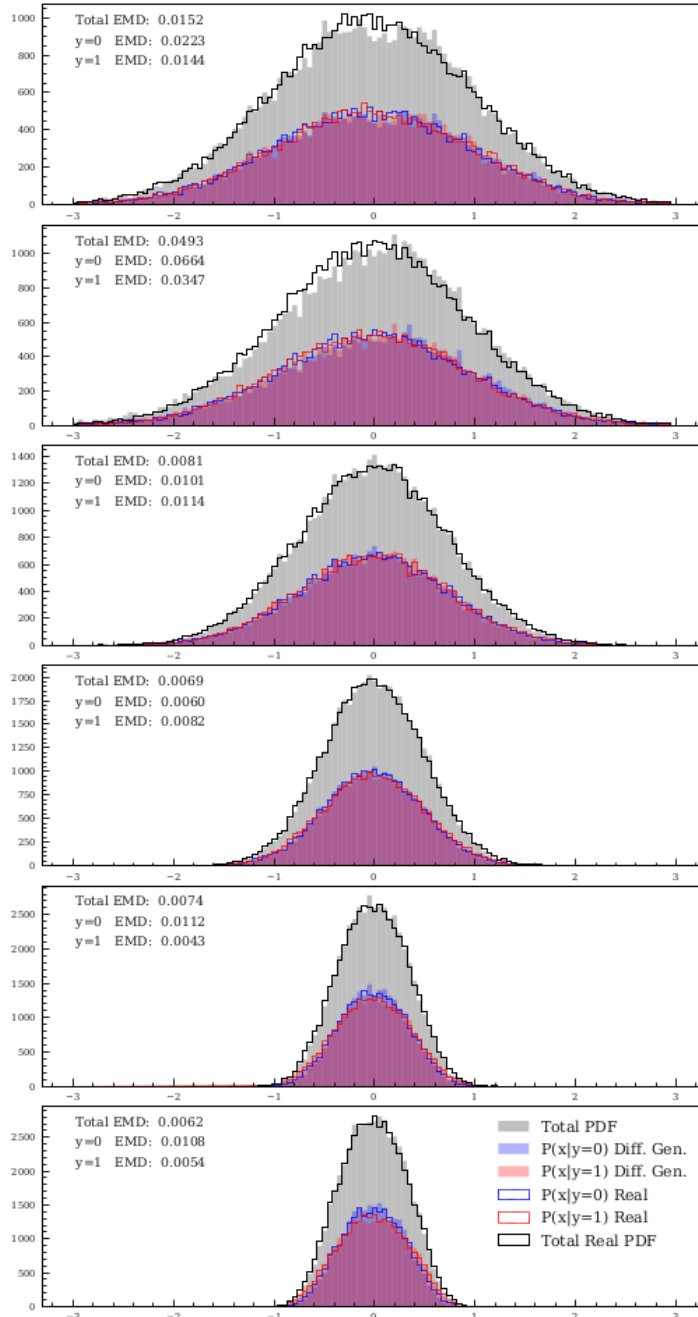 Total EMD: 0.0152
y=0 EMD: 0.0223
y=1 EMD: 0.0144
1000
800
600
400
200
0
−3 −2 −1 0 1 2 3
Total EMD: 0.0493
y=0 EMD: 0.0664
y=1 EMD: 0.0347
1000
800
600
400
200
0
−3 −2 −1 0 1 2 3
Total EMD: 0.0081
y=0 EMD: 0.0101
y=1 EMD: 0.0114
1400
1200
1000
800
600
400
200
0
−3 −2 −1 0 1 2 3
Total EMD: 0.0069
y=0 EMD: 0.0060
y=1 EMD: 0.0082
2000
1750
1500
1250
1000
750
500
250
0
−3 −2 −1 0 1 2 3
Total EMD: 0.0074
y=0 EMD: 0.0112
y=1 EMD: 0.0043
2500
2000
1500
1000
500
0
−3 −2 −1 0 1 2 3
Total EMD: 0.0062
y=0 EMD: 0.0108
y=1 EMD: 0.0054
2500
2000
1500
1000
500
0
−3 −2 −1 0 1 2 3
Total PDF
P(x|y=0) Diff. Gen.
P(x|y=1) Diff. Gen.
P(x|y=0) Real
P(x|y=1) Real
Total Real PDF